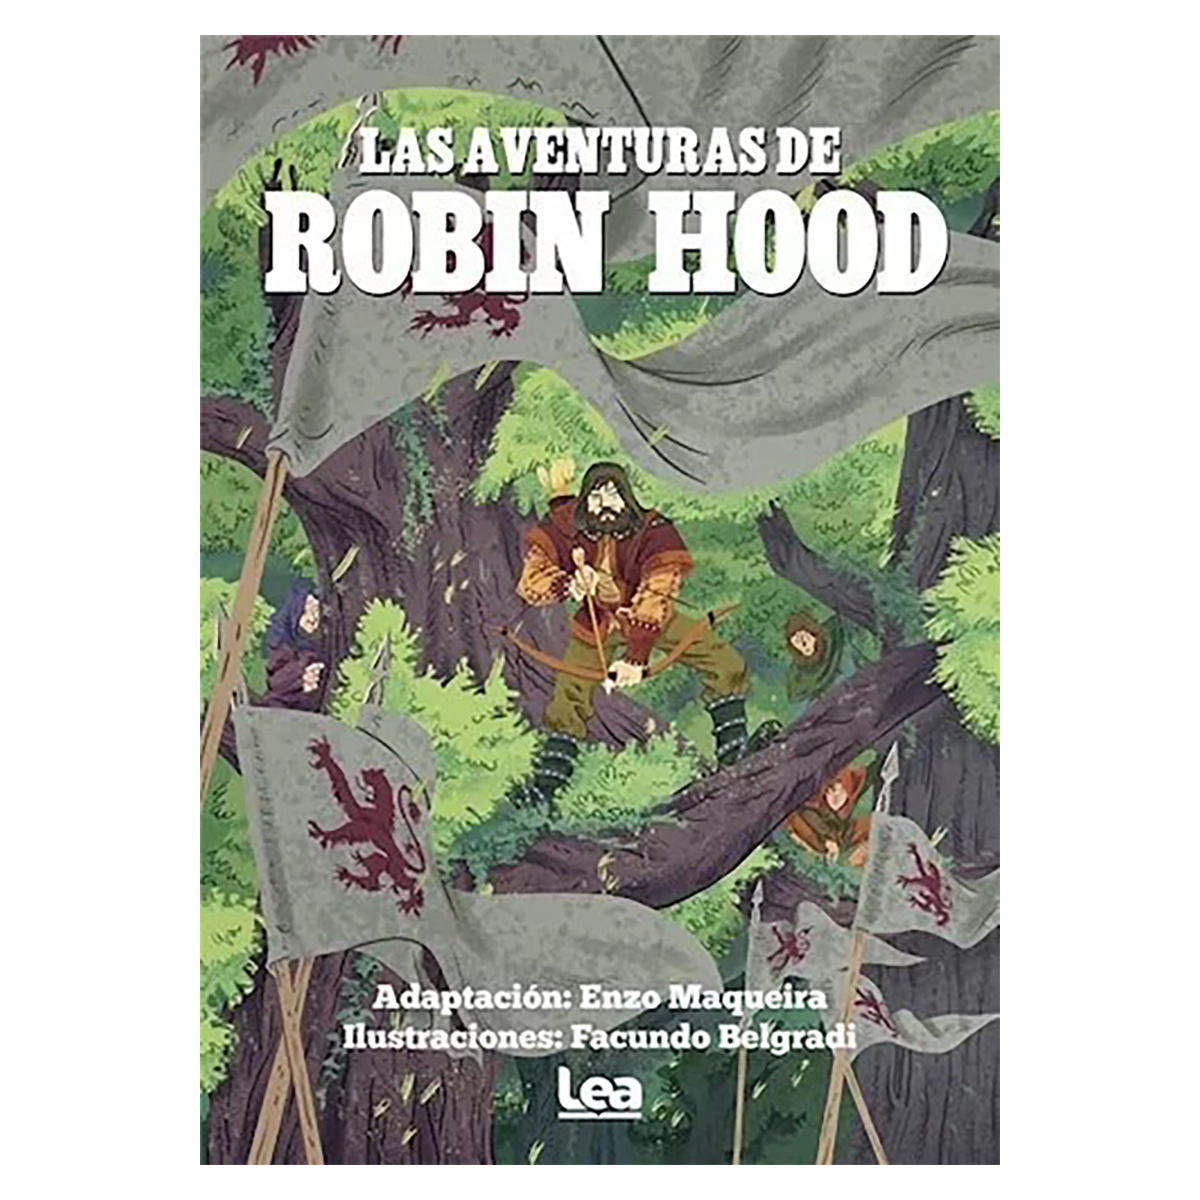 LAS AVENTURAS DE
ROBIN HOOD
Adaptación: Enzo Maqueira
Ilustraciones: Facundo Belgradi
Lea